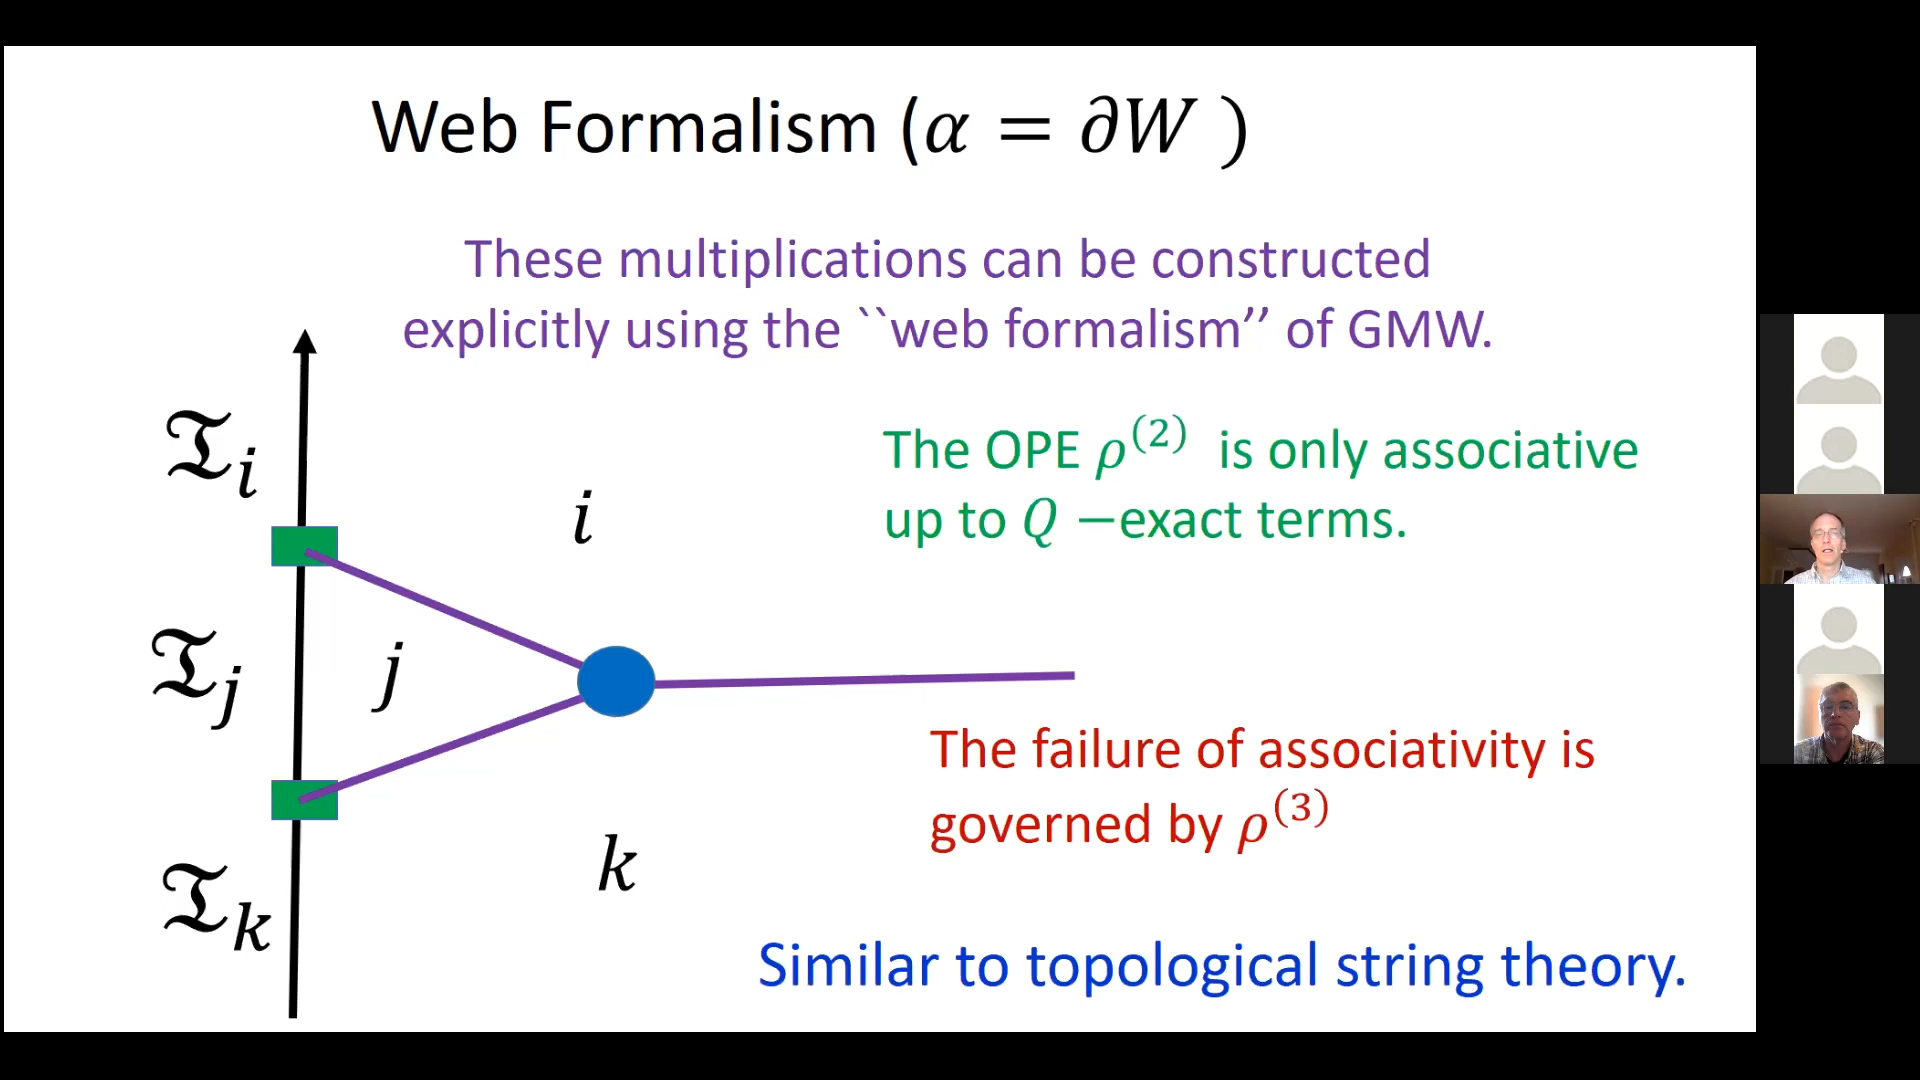 Web Formalism (α = ∂W )
These multiplications can be constructed
explicitly using the ``web formalism’’ of GMW.
𝔗i
i
The OPE ρ(2) is only associative
up to Q −exact terms.
𝔗j
j
The failure of associativity is
governed by ρ(3)
𝔗k
k
Similar to topological string theory.